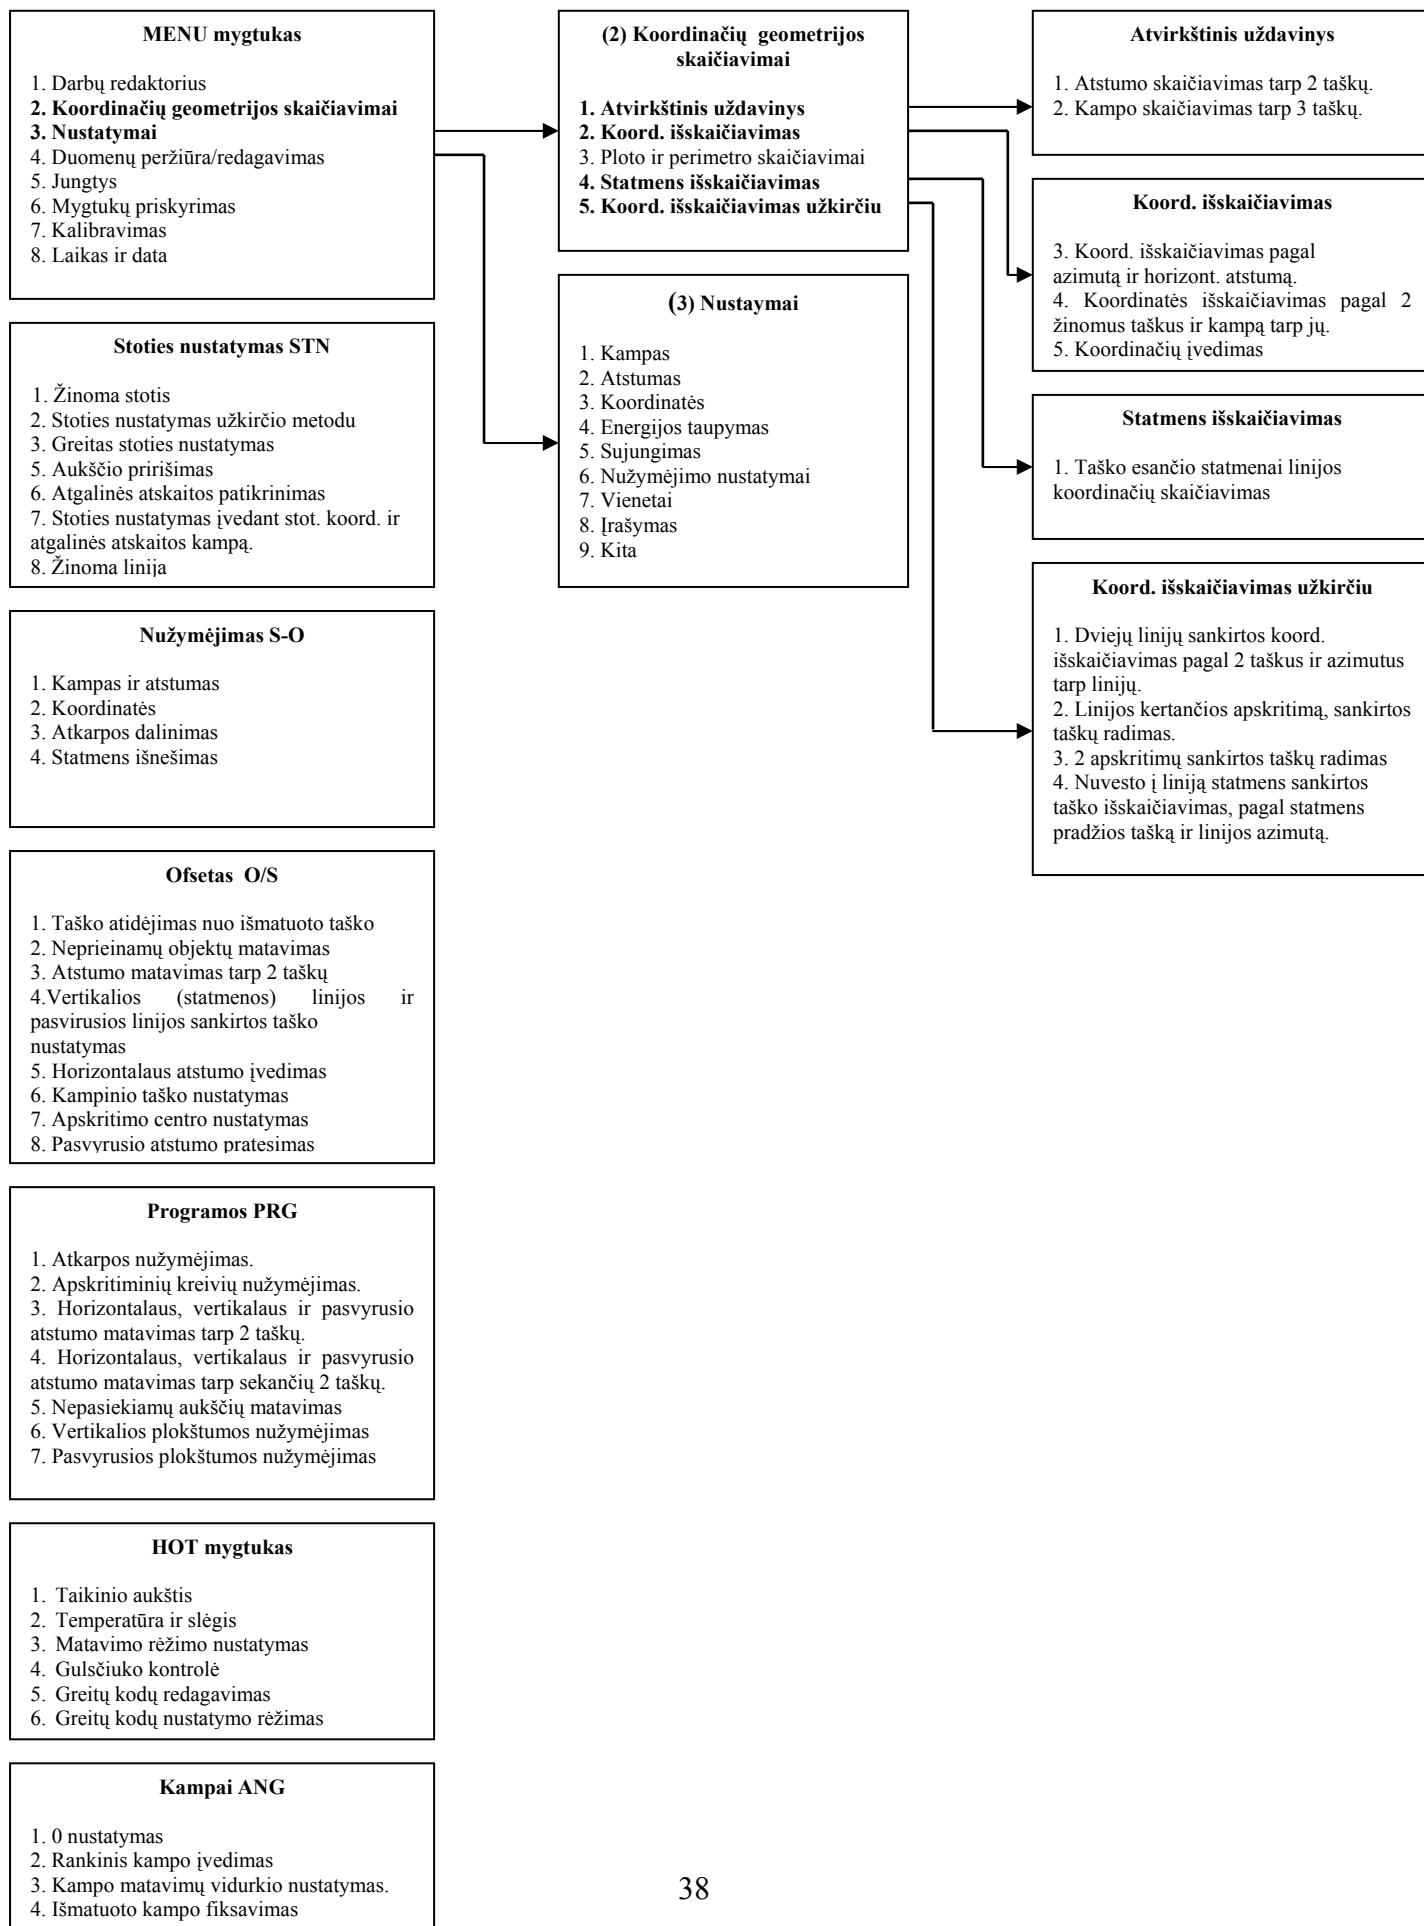 MENU mygtukas
1. Darbų redaktorius
2. Koordinačių geometrijos skaičiavimai
3. Nustatymai
4. Duomenų peržiūra/redagavimas
5. Jungtys
6. Mygtukų priskyrimas
7. Kalibravimas
8. Laikas ir data
Stoties nustatymas STN
1. Žinoma stotis
2. Stoties nustatymas užkirčio metodu
3. Greitas stoties nustatymas
5. Aukščio pririšimas
6. Atgalinės atskaitos patikrinimas
7. Stoties nustatymas įvedant stot. koord. ir
atgalinės atskaitos kampą.
8. Žinoma linija
Nužymėjimas S-O
1. Kampas ir atstumas
2. Koordinatės
3. Atkarpos dalinimas
4. Statmens išnešimas
Ofsetas O/S
1. Taško atidėjimas nuo išmatuoto taško
2. Neprieinamų objektų matavimas
3. Atstumo matavimas tarp 2 taškų
4.Vertikalios (statmenos) linijos ir
pasvirusios linijos sankirtos taško
nustatymas
5. Horizontalaus atstumo įvedimas
6. Kampinio taško nustatymas
7. Apskritimo centro nustatymas
8. Pasvyrusio atstumo pratesimas
Programos PRG
1. Atkarpos nužymėjimas.
2. Apskritiminių kreivių nužymėjimas.
3. Horizontalaus, vertikalaus ir pasvyrusio
atstumo matavimas tarp 2 taškų.
4. Horizontalaus, vertikalaus ir pasvyrusio
atstumo matavimas tarp sekančių 2 taškų.
5. Nepasiekiamų aukščių matavimas
6. Vertikalios plokštumos nužymėjimas
7. Pasvyrusios plokštumos nužymėjimas
HOT mygtukas
1. Taikinio aukštis
2. Temperatūra ir slėgis
3. Matavimo rėžimo nustatymas
4. Gulsčiuko kontrolė
5. Greitų kodų redagavimas
6. Greitų kodų nustatymo rėžimas
Kampai ANG
1. 0 nustatymas
2. Rankinis kampo įvedimas
3. Kampo matavimų vidurkio nustatymas.
4. Išmatuoto kampo fiksavimas
(2) Koordinačių geometrijos
skaičiavimai
1. Atvirkštinis uždavinys
2. Koord. išskaičiavimas
3. Ploto ir perimetro skaičiavimai
4. Statmens išskaičiavimas
5. Koord. išskaičiavimas užkirčiu
(3) Nustaymai
1. Kampas
2. Atstumas
3. Koordinatės
4. Energijos taupymas
5. Sujungimas
6. Nužymėjimo nustatymai
7. Vienetai
8. Įrašymas
9. Kita
Atvirkštinis uždavinys
1. Atstumo skaičiavimas tarp 2 taškų.
2. Kampo skaičiavimas tarp 3 taškų.
Koord. išskaičiavimas
3. Koord. išskaičiavimas pagal
azimutą ir horizont. atstumą.
4. Koordinatės išskaičiavimas pagal 2
žinomus taškus ir kampą tarp jų.
5. Koordinačių įvedimas
Statmens išskaičiavimas
1. Taško esančio statmenai linijos
koordinačių skaičiavimas
Koord. išskaičiavimas užkirčiu
1. Dviejų linijų sankirtos koord.
išskaičiavimas pagal 2 taškus ir azimutus
tarp linijų.
2. Linijos kertančios apskritimą, sankirtos
taškų radimas.
3. 2 apskritimų sankirtos taškų radimas
4. Nuvesto į liniją statmens sankirtos
taško išskaičiavimas, pagal statmens
pradžios tašką ir linijos azimutą.
38